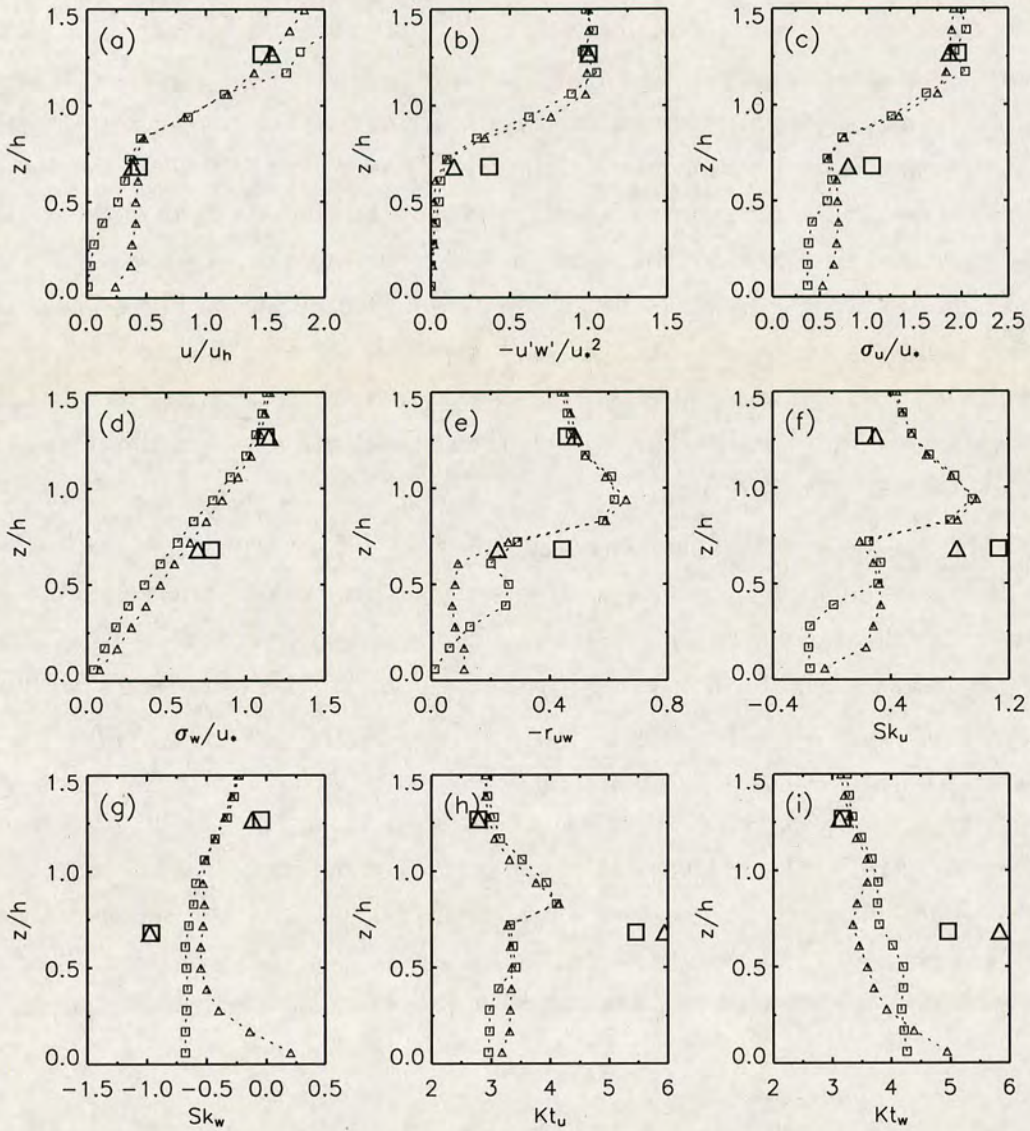 (a)
(b)
(c)
z/h
z/h
z/h
1.5
1.0
0.5
0.0
1.5
1.0
0.5
0.0
1.5
1.0
0.5
0.0
0.0 0.5 1.0 1.5 2.0
0.0 0.5 1.0 1.5
0.0 0.5 1.0 1.5 2.0 2.5
u/u_h
-u'w'/u_*^2
σ_u/u_*
(d)
(e)
(f)
z/h
z/h
z/h
1.5
1.0
0.5
0.0
1.5
1.0
0.5
0.0
1.5
1.0
0.5
0.0
0.0 0.5 1.0 1.5
0.0 0.4 0.8
-0.4 0.4 1.2
σ_w/u_*
-r_uw
Sk_u
(g)
(h)
(i)
z/h
z/h
z/h
1.5
1.0
0.5
0.0
1.5
1.0
0.5
0.0
1.5
1.0
0.5
0.0
-1.5 -1.0 -0.5 0.0 0.5
2 3 4 5 6
2 3 4 5 6
Sk_w
Kt_u
Kt_w